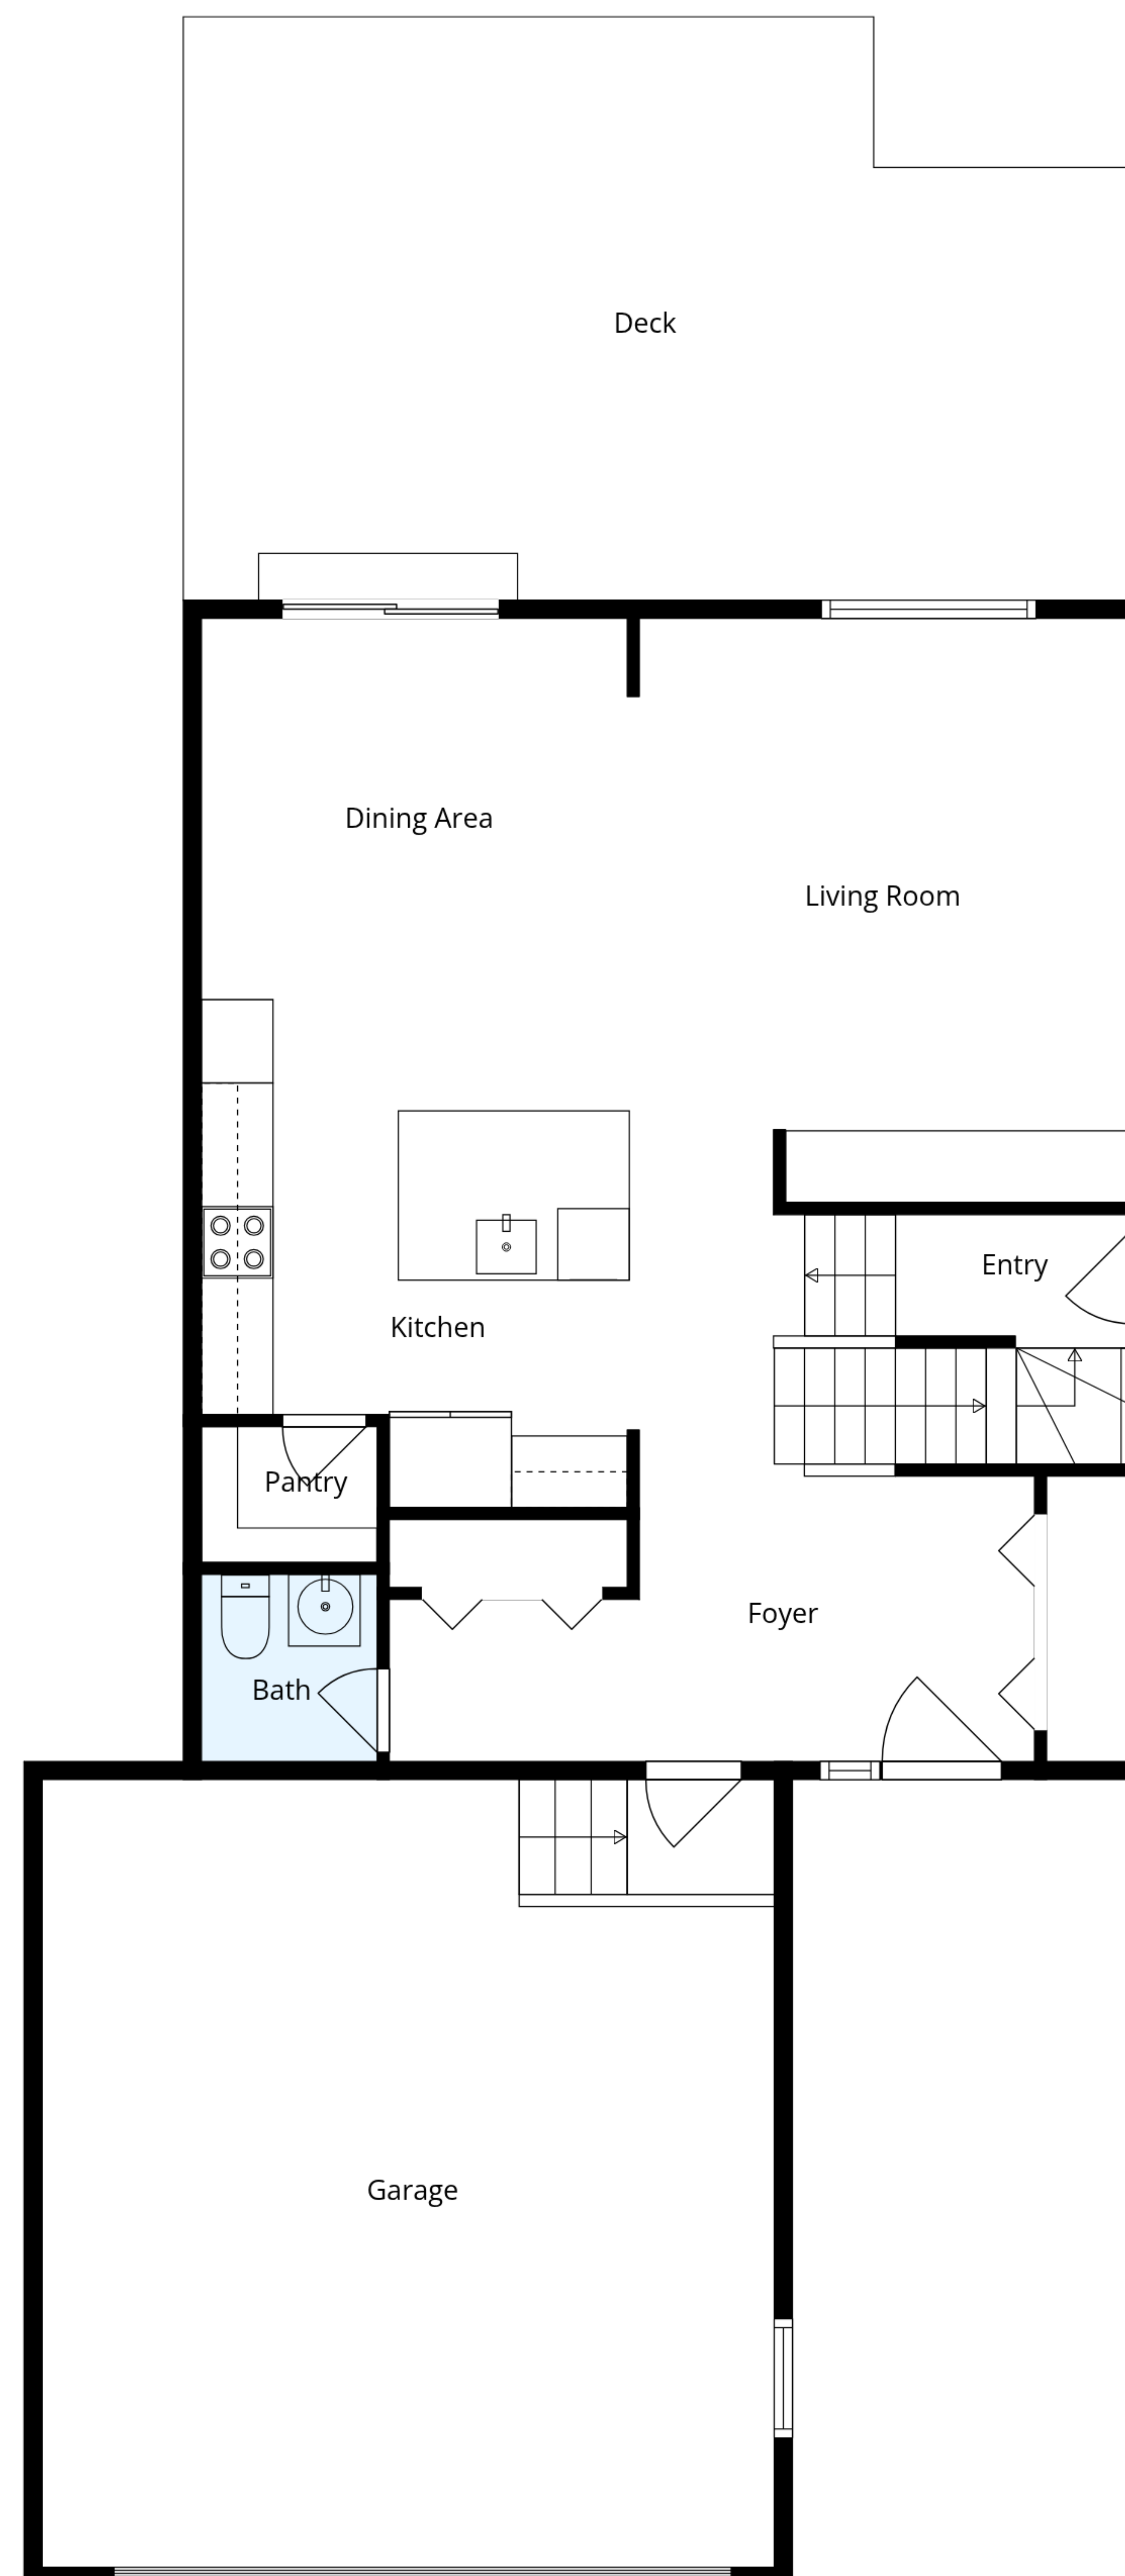 Deck
Dining Area
Living Room
Entry
Kitchen
Pantry
Foyer
Bath
Garage